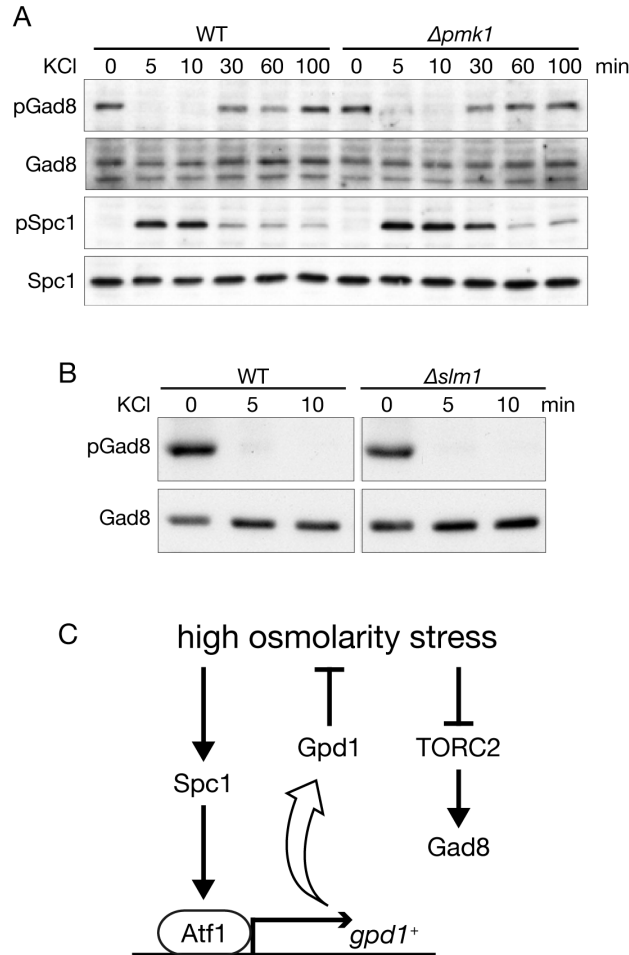 A
WT Δpmk1
KCl 0 5 10 30 60 100 0 5 10 30 60 100 min
pGad8
Gad8
pSpc1
Spc1
B
WT Δslm1
KCl 0 5 10 0 5 10 min
pGad8
Gad8
C
high osmolarity stress
Gpd1 TORC2
Spc1
Gad8
Atf1 gpd1+